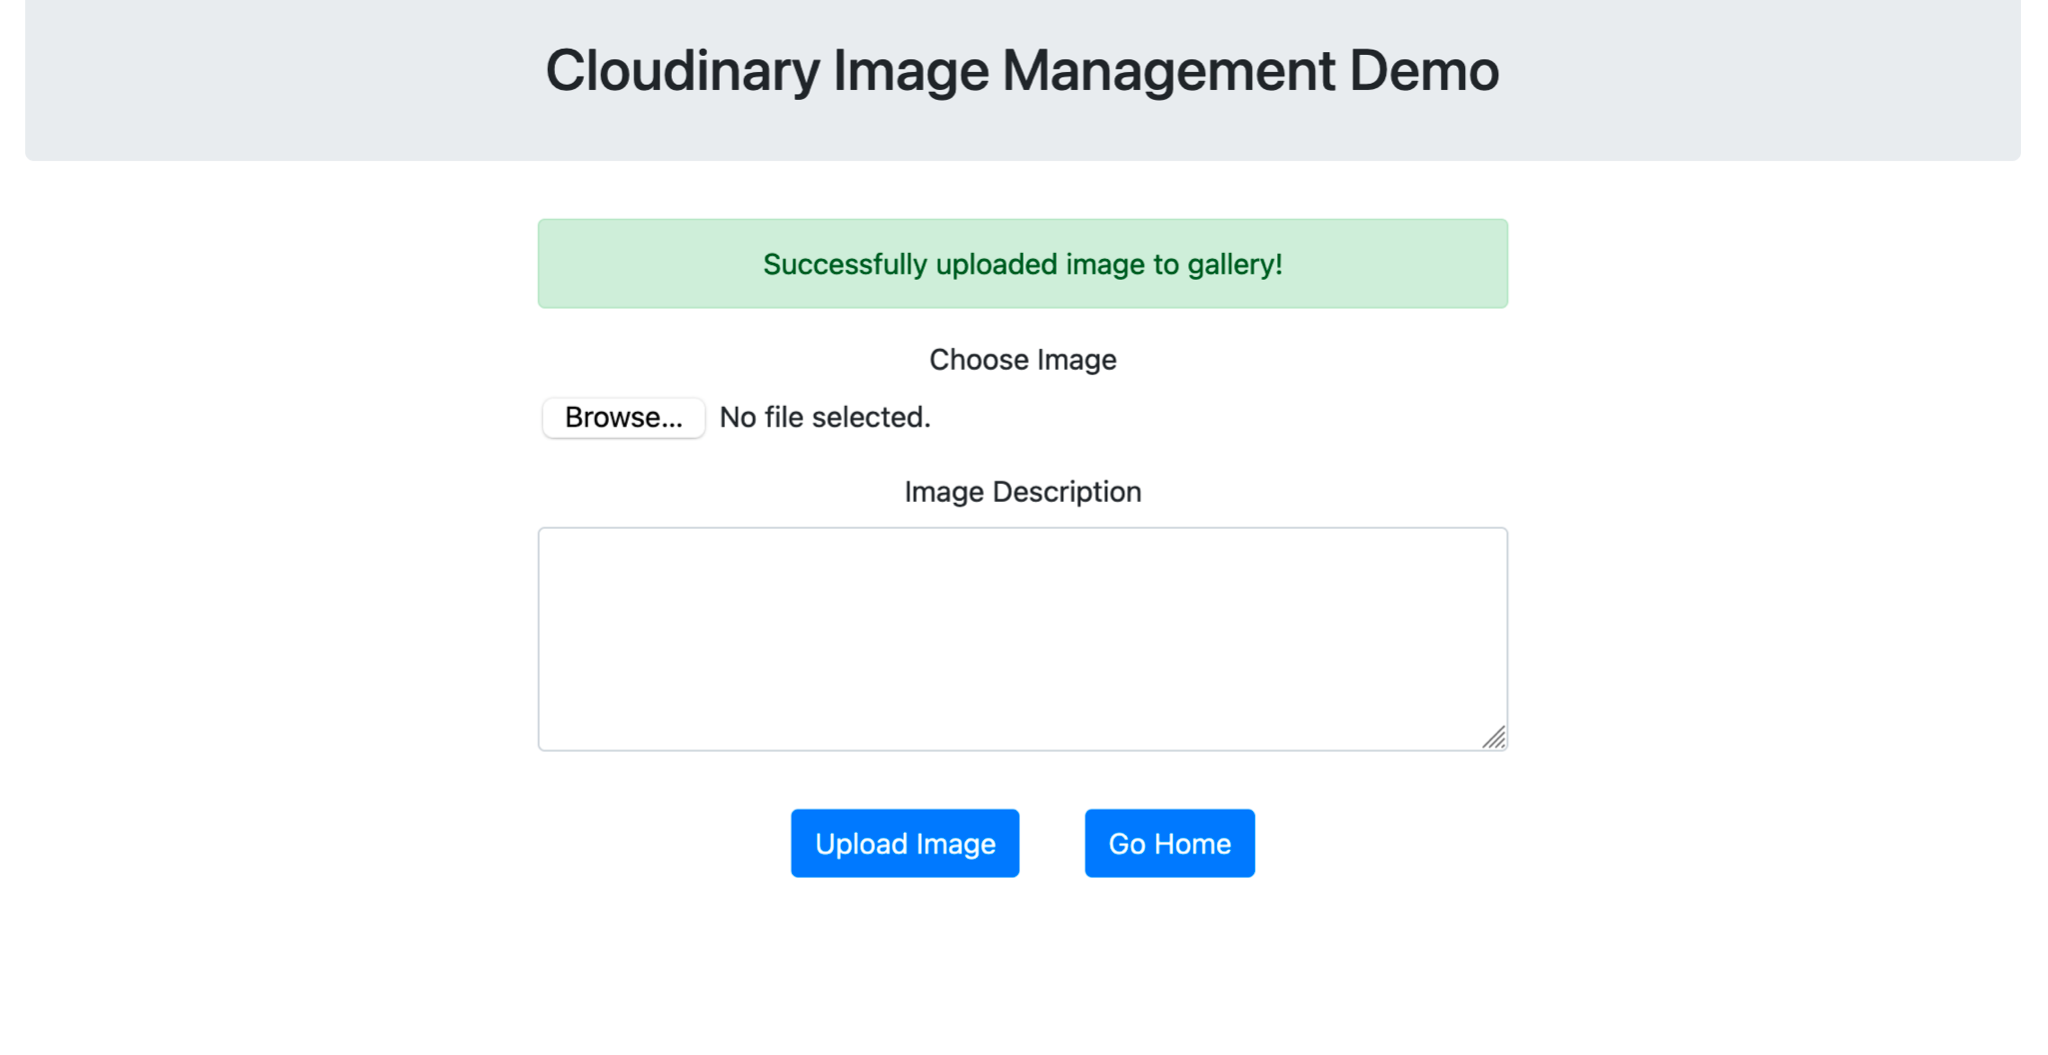 Cloudinary Image Management Demo
Successfully uploaded image to gallery!
Choose Image
Browse... No file selected.
Image Description
Upload Image Go Home